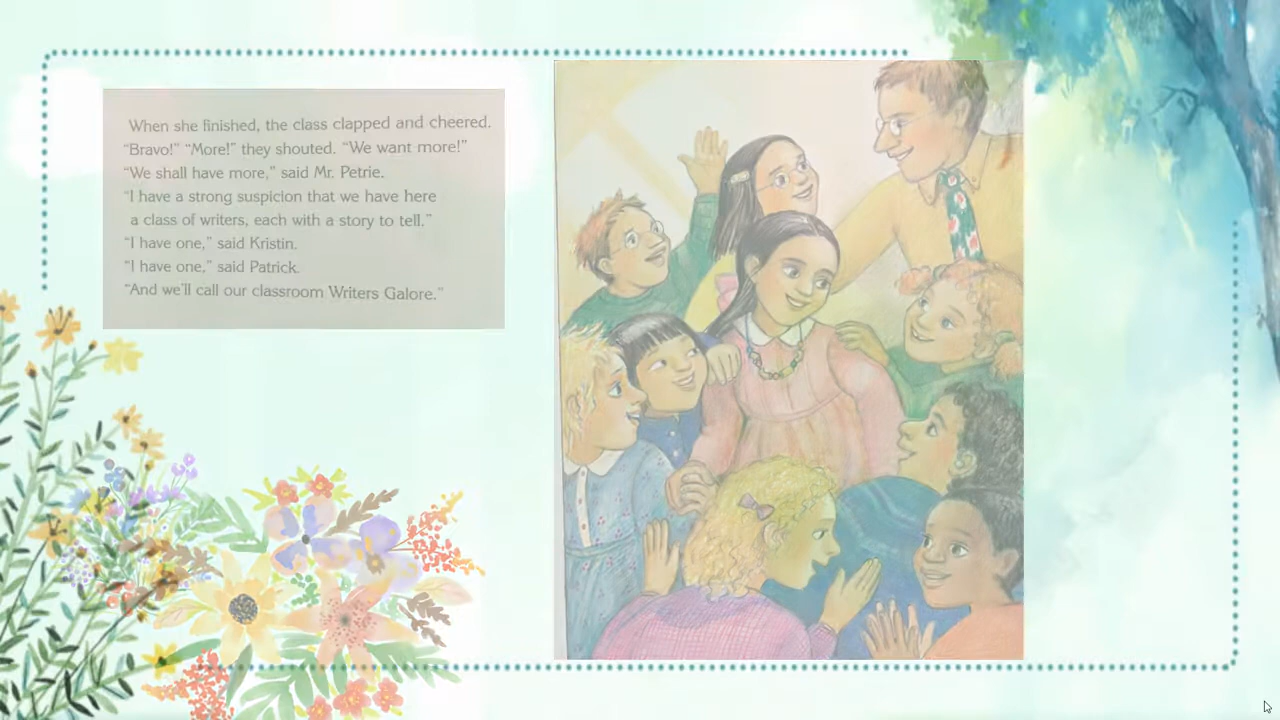 When she finished, the class clapped and cheered.
“Bravo!” “More!” they shouted. “We want more!”
“We shall have more,” said Mr. Petrie.
“I have a strong suspicion that we have here
a class of writers, each with a story to tell.”
“I have one,” said Kristin.
“I have one,” said Patrick.
“And we’ll call our classroom Writers Galore.”